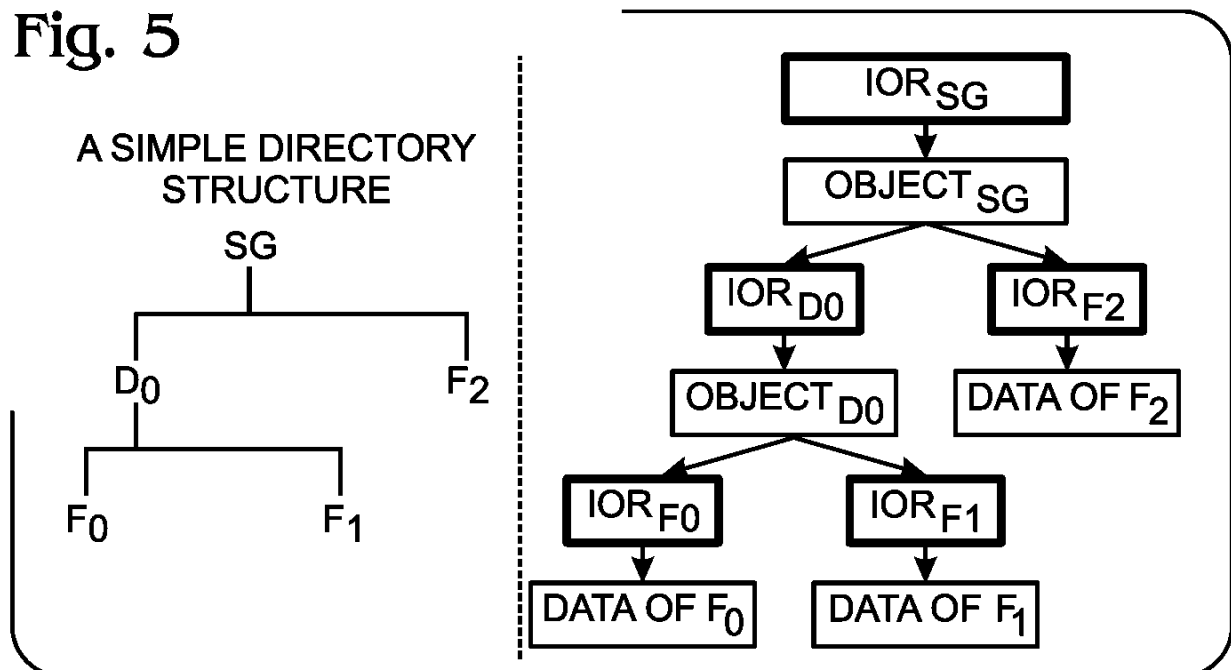 Fig. 5
A SIMPLE DIRECTORY
STRUCTURE
SG
D0
F2
F0
F1
IORSG
OBJECTSG
IORD0
IORF2
OBJECTD0
DATA OF F2
IORF0
IORF1
DATA OF F0
DATA OF F1